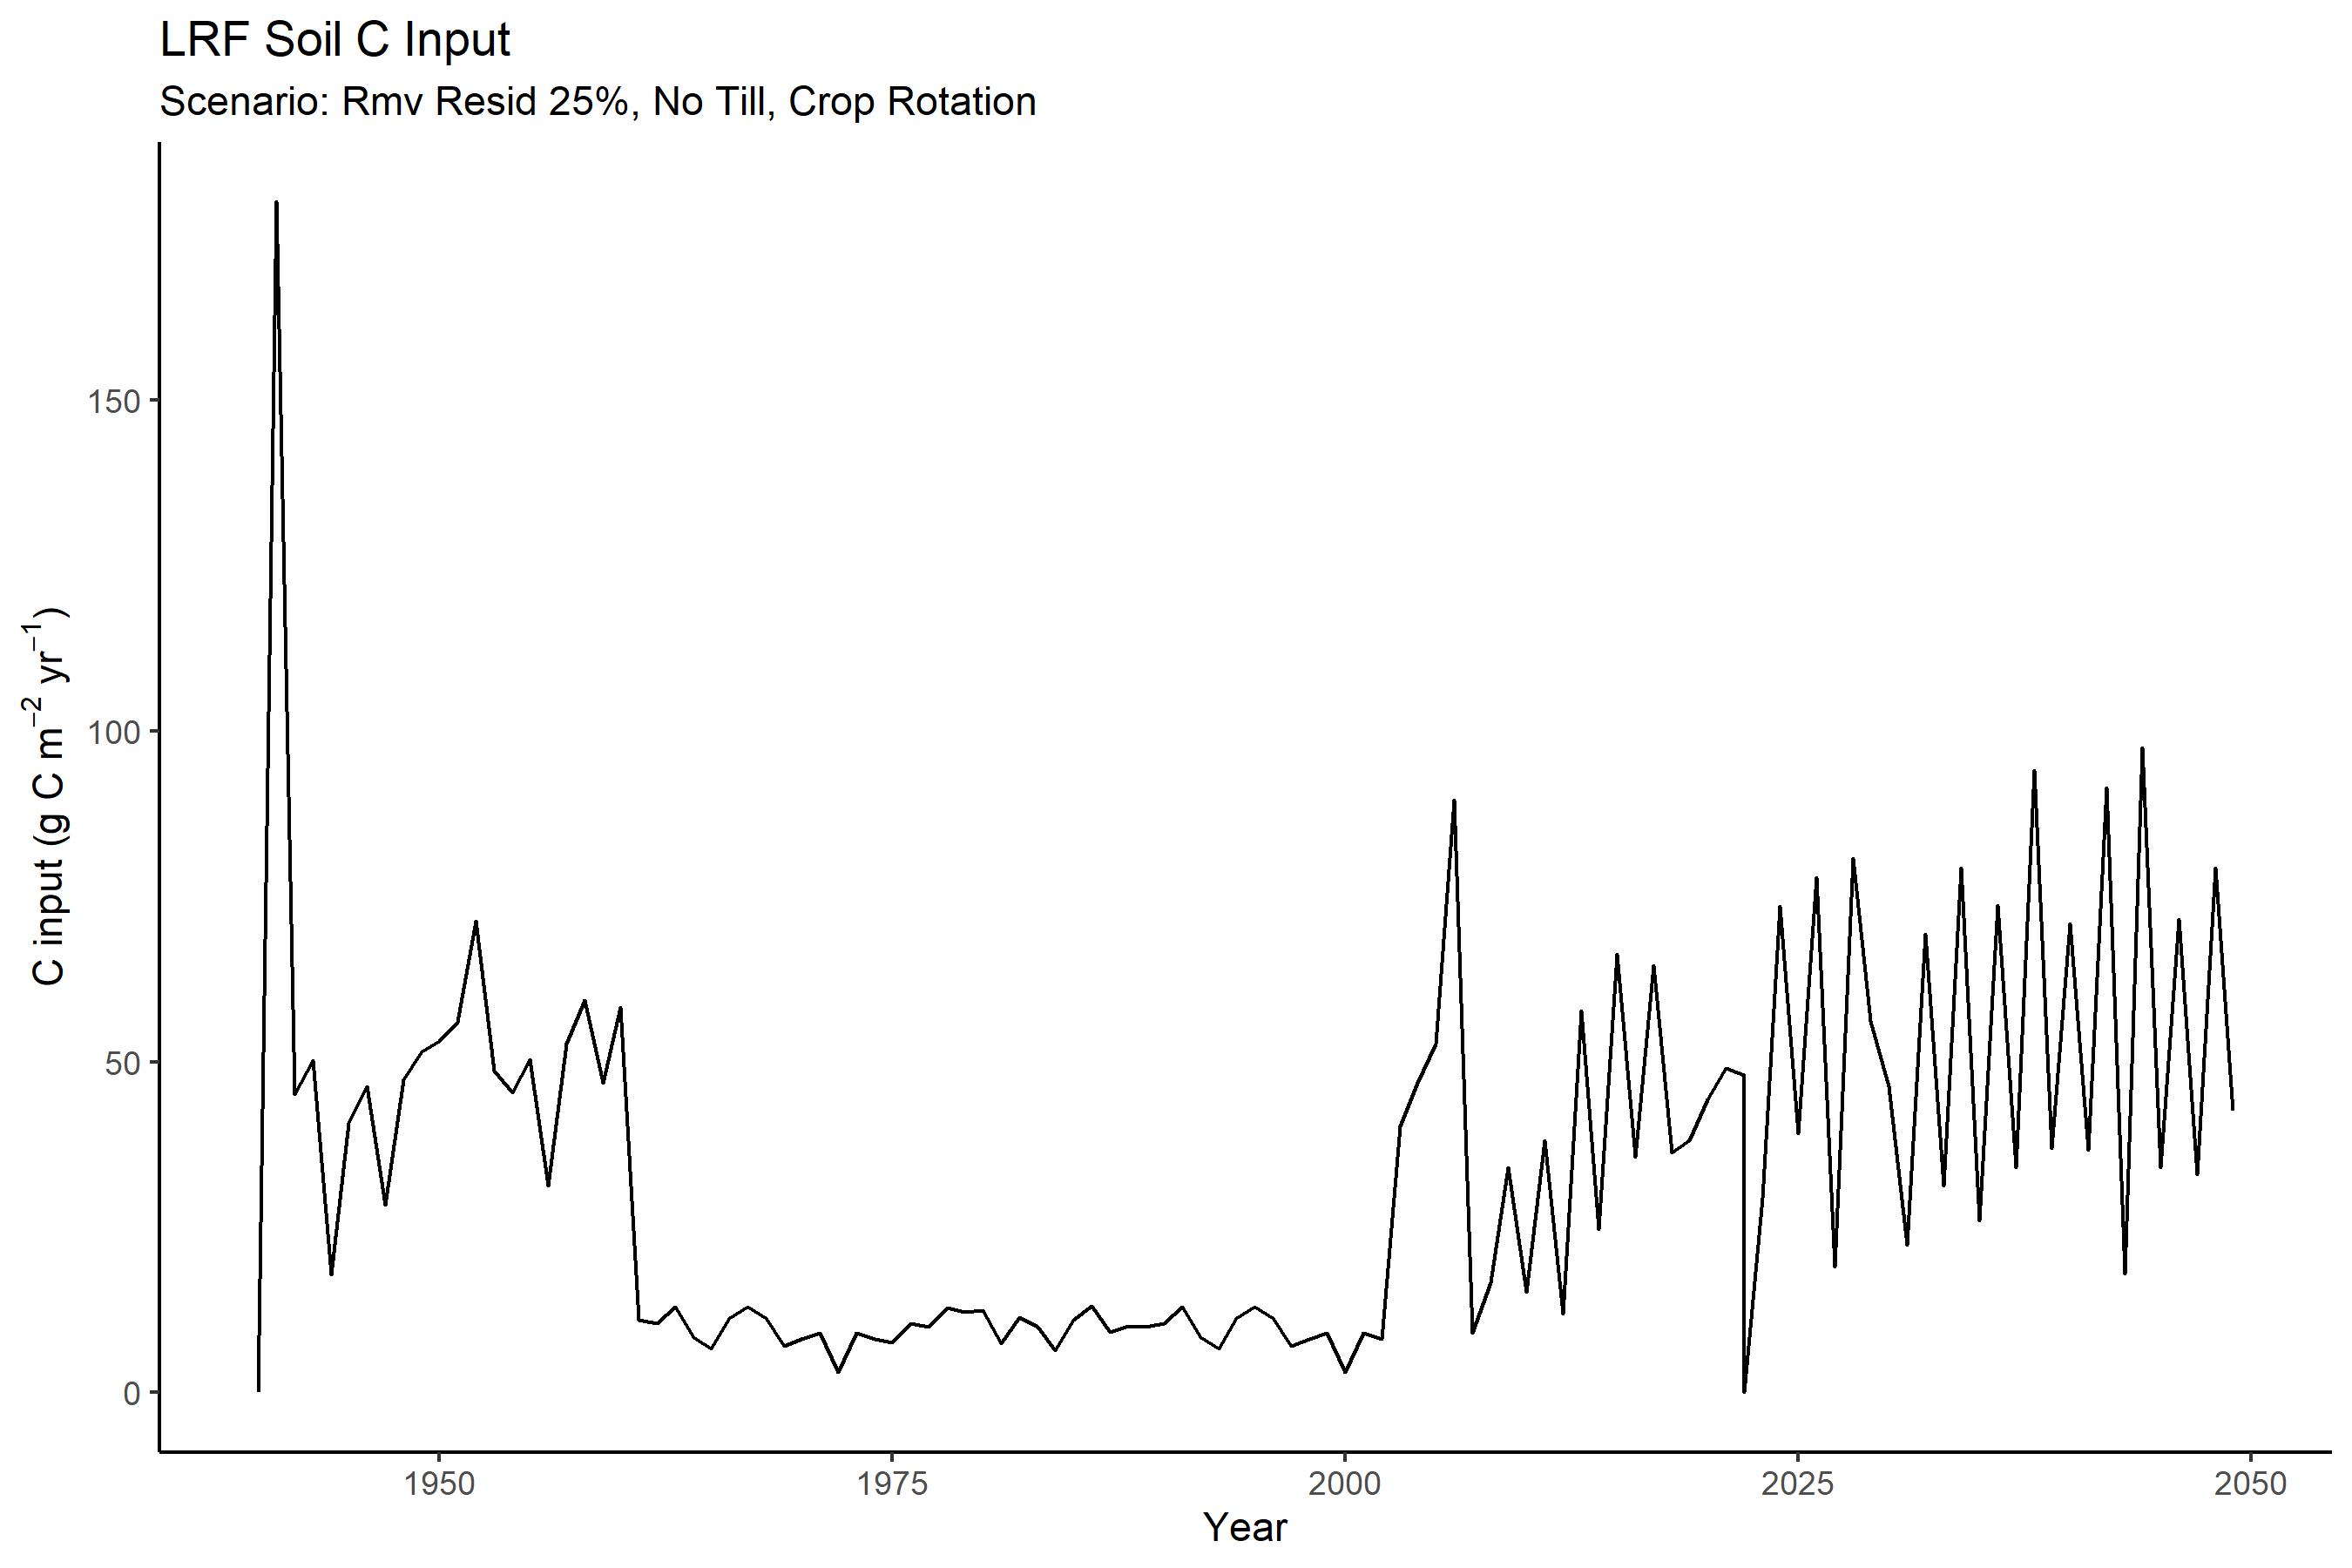 LRF Soil C Input
Scenario: Rmv Resid 25%, No Till, Crop Rotation
C input (g C m⁻² yr⁻¹)
150
100
50
0
1950 1975 2000 2025 2050
Year